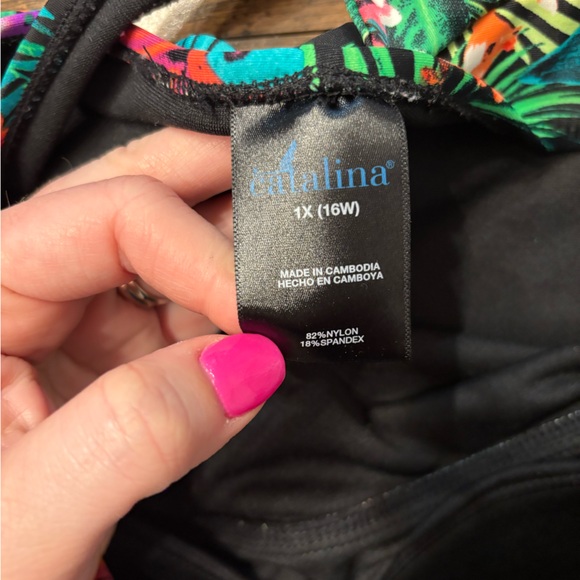 catalina®
1X (16W)
MADE IN CAMBODIA
HECHO EN CAMBOYA
82%NYLON
18%SPANDEX